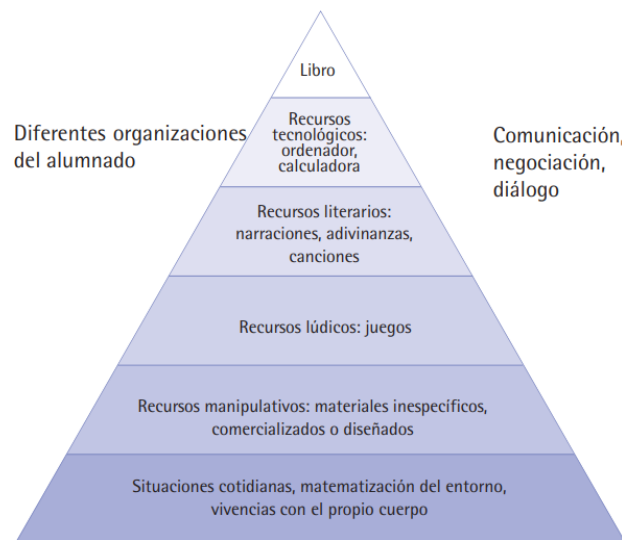 Libro
Recursos
tecnológicos:
ordenador,
calculadora
Diferentes organizaciones
del alumnado
Comunicación,
negociación,
diálogo
Recursos literarios:
narraciones, adivinanzas,
canciones
Recursos lúdicos: juegos
Recursos manipulativos: materiales inespecíficos,
comercializados o diseñados
Situaciones cotidianas, matematización del entorno,
vivencias con el propio cuerpo